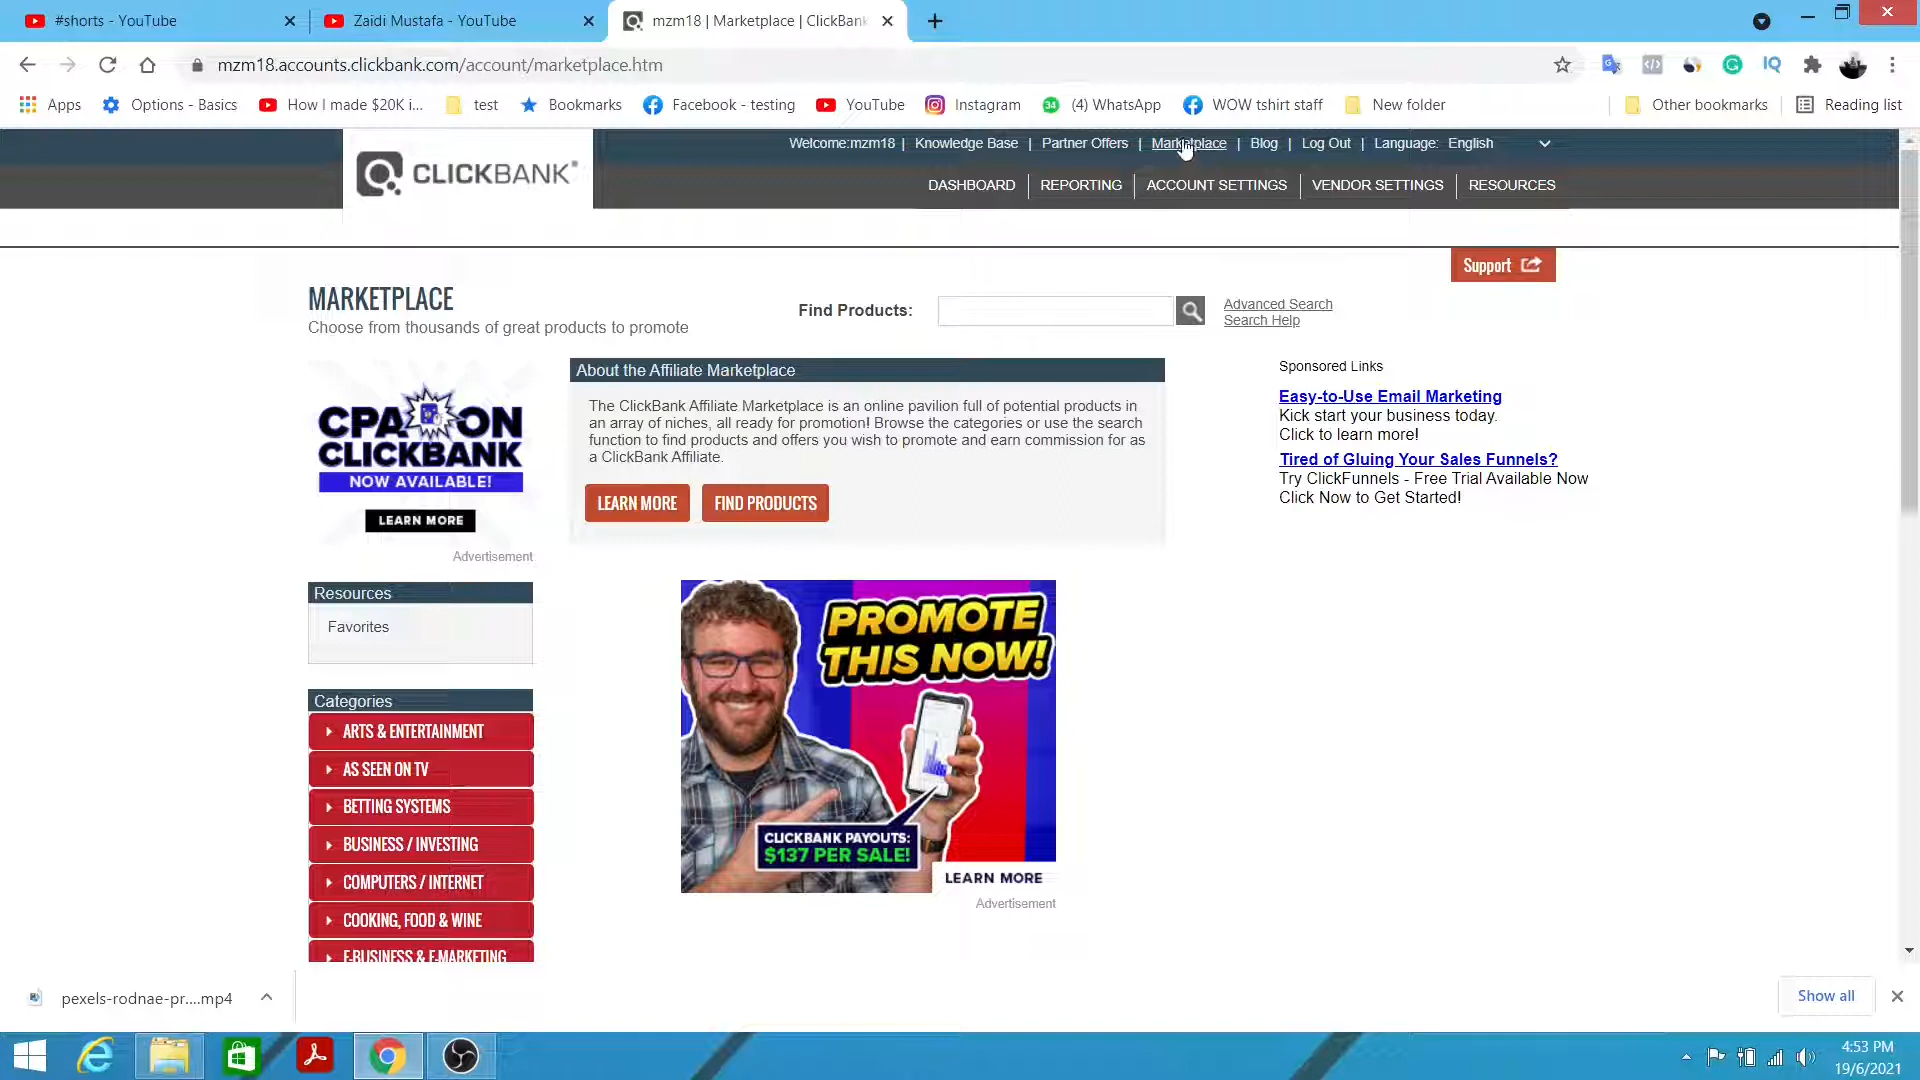 #shorts - YouTube
Zaidi Mustafa - YouTube
mzm18 | Marketplace | ClickBank
mzm18.accounts.clickbank.com/account/marketplace.htm
Apps
Options - Basics
How I made $20K i...
test
Bookmarks
Facebook - testing
YouTube
Instagram
34
(4) WhatsApp
WOW tshirt staff
New folder
Other bookmarks
Reading list
CLICKBANK
Welcome:mzm18 | Knowledge Base | Partner Offers | Marketplace | Blog | Log Out | Language: English
DASHBOARD | REPORTING | ACCOUNT SETTINGS | VENDOR SETTINGS | RESOURCES
Support
MARKETPLACE
Choose from thousands of great products to promote
Find Products:
Advanced Search
Search Help
CPA ON
CLICKBANK
NOW AVAILABLE!
LEARN MORE
Advertisement
About the Affiliate Marketplace
The ClickBank Affiliate Marketplace is an online pavilion full of potential products in
an array of niches, all ready for promotion! Browse the categories or use the search
function to find products and offers you wish to promote and earn commission for as
a ClickBank Affiliate.
LEARN MORE
FIND PRODUCTS
Sponsored Links
Easy-to-Use Email Marketing
Kick start your business today.
Click to learn more!
Tired of Gluing Your Sales Funnels?
Try ClickFunnels - Free Trial Available Now
Click Now to Get Started!
Resources
Favorites
Categories
ARTS & ENTERTAINMENT
AS SEEN ON TV
BETTING SYSTEMS
BUSINESS / INVESTING
COMPUTERS / INTERNET
COOKING, FOOD & WINE
E-BUSINESS & E-MARKETING
PROMOTE
THIS NOW!
CLICKBANK PAYOUTS:
$137 PER SALE!
LEARN MORE
Advertisement
pexels-rodnae-pr....mp4
Show all
4:53 PM
19/6/2021